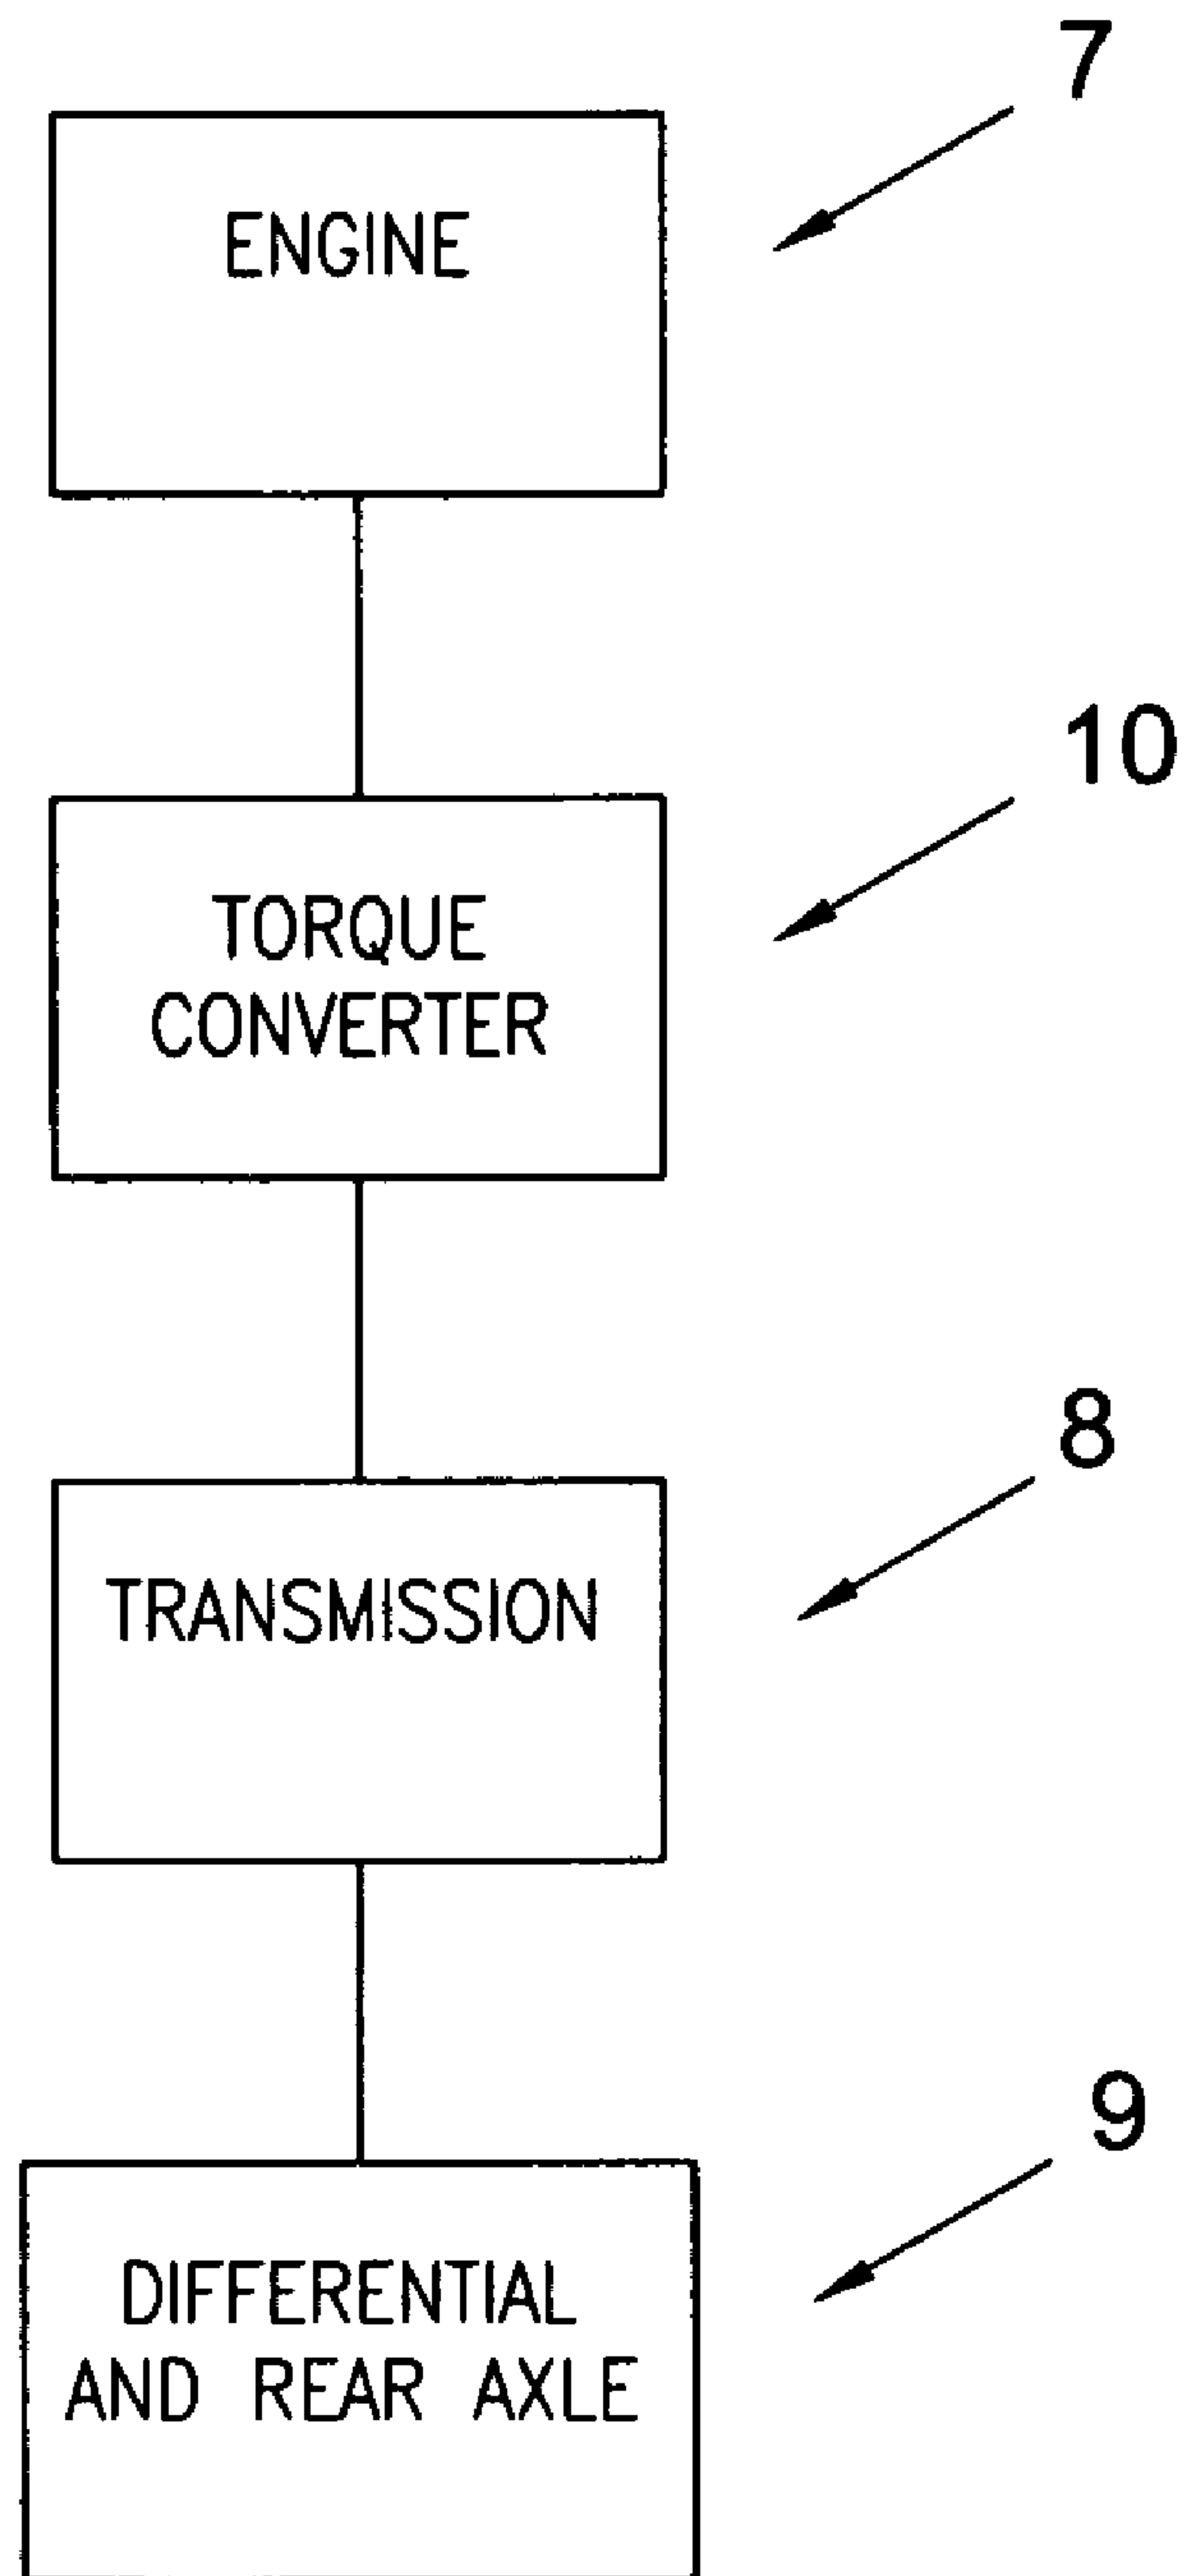 7
ENGINE
10
TORQUE
CONVERTER
8
TRANSMISSION
9
DIFFERENTIAL
AND REAR AXLE